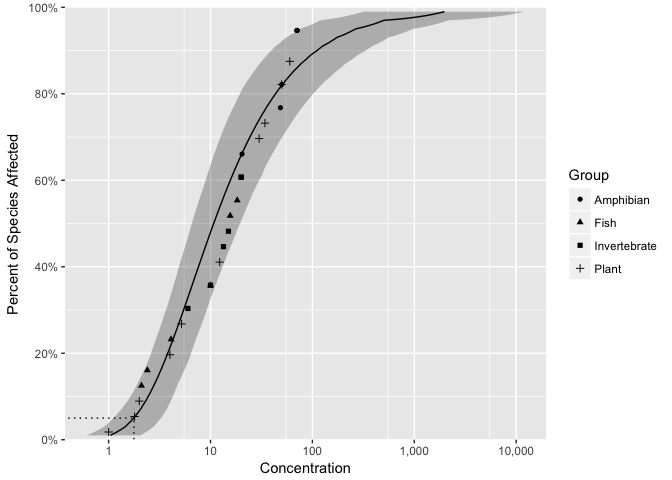 100%
80%
60%
40%
20%
0%
Percent of Species Affected
1
10
100
1,000
10,000
Concentration
Group
Amphibian
Fish
Invertebrate
Plant